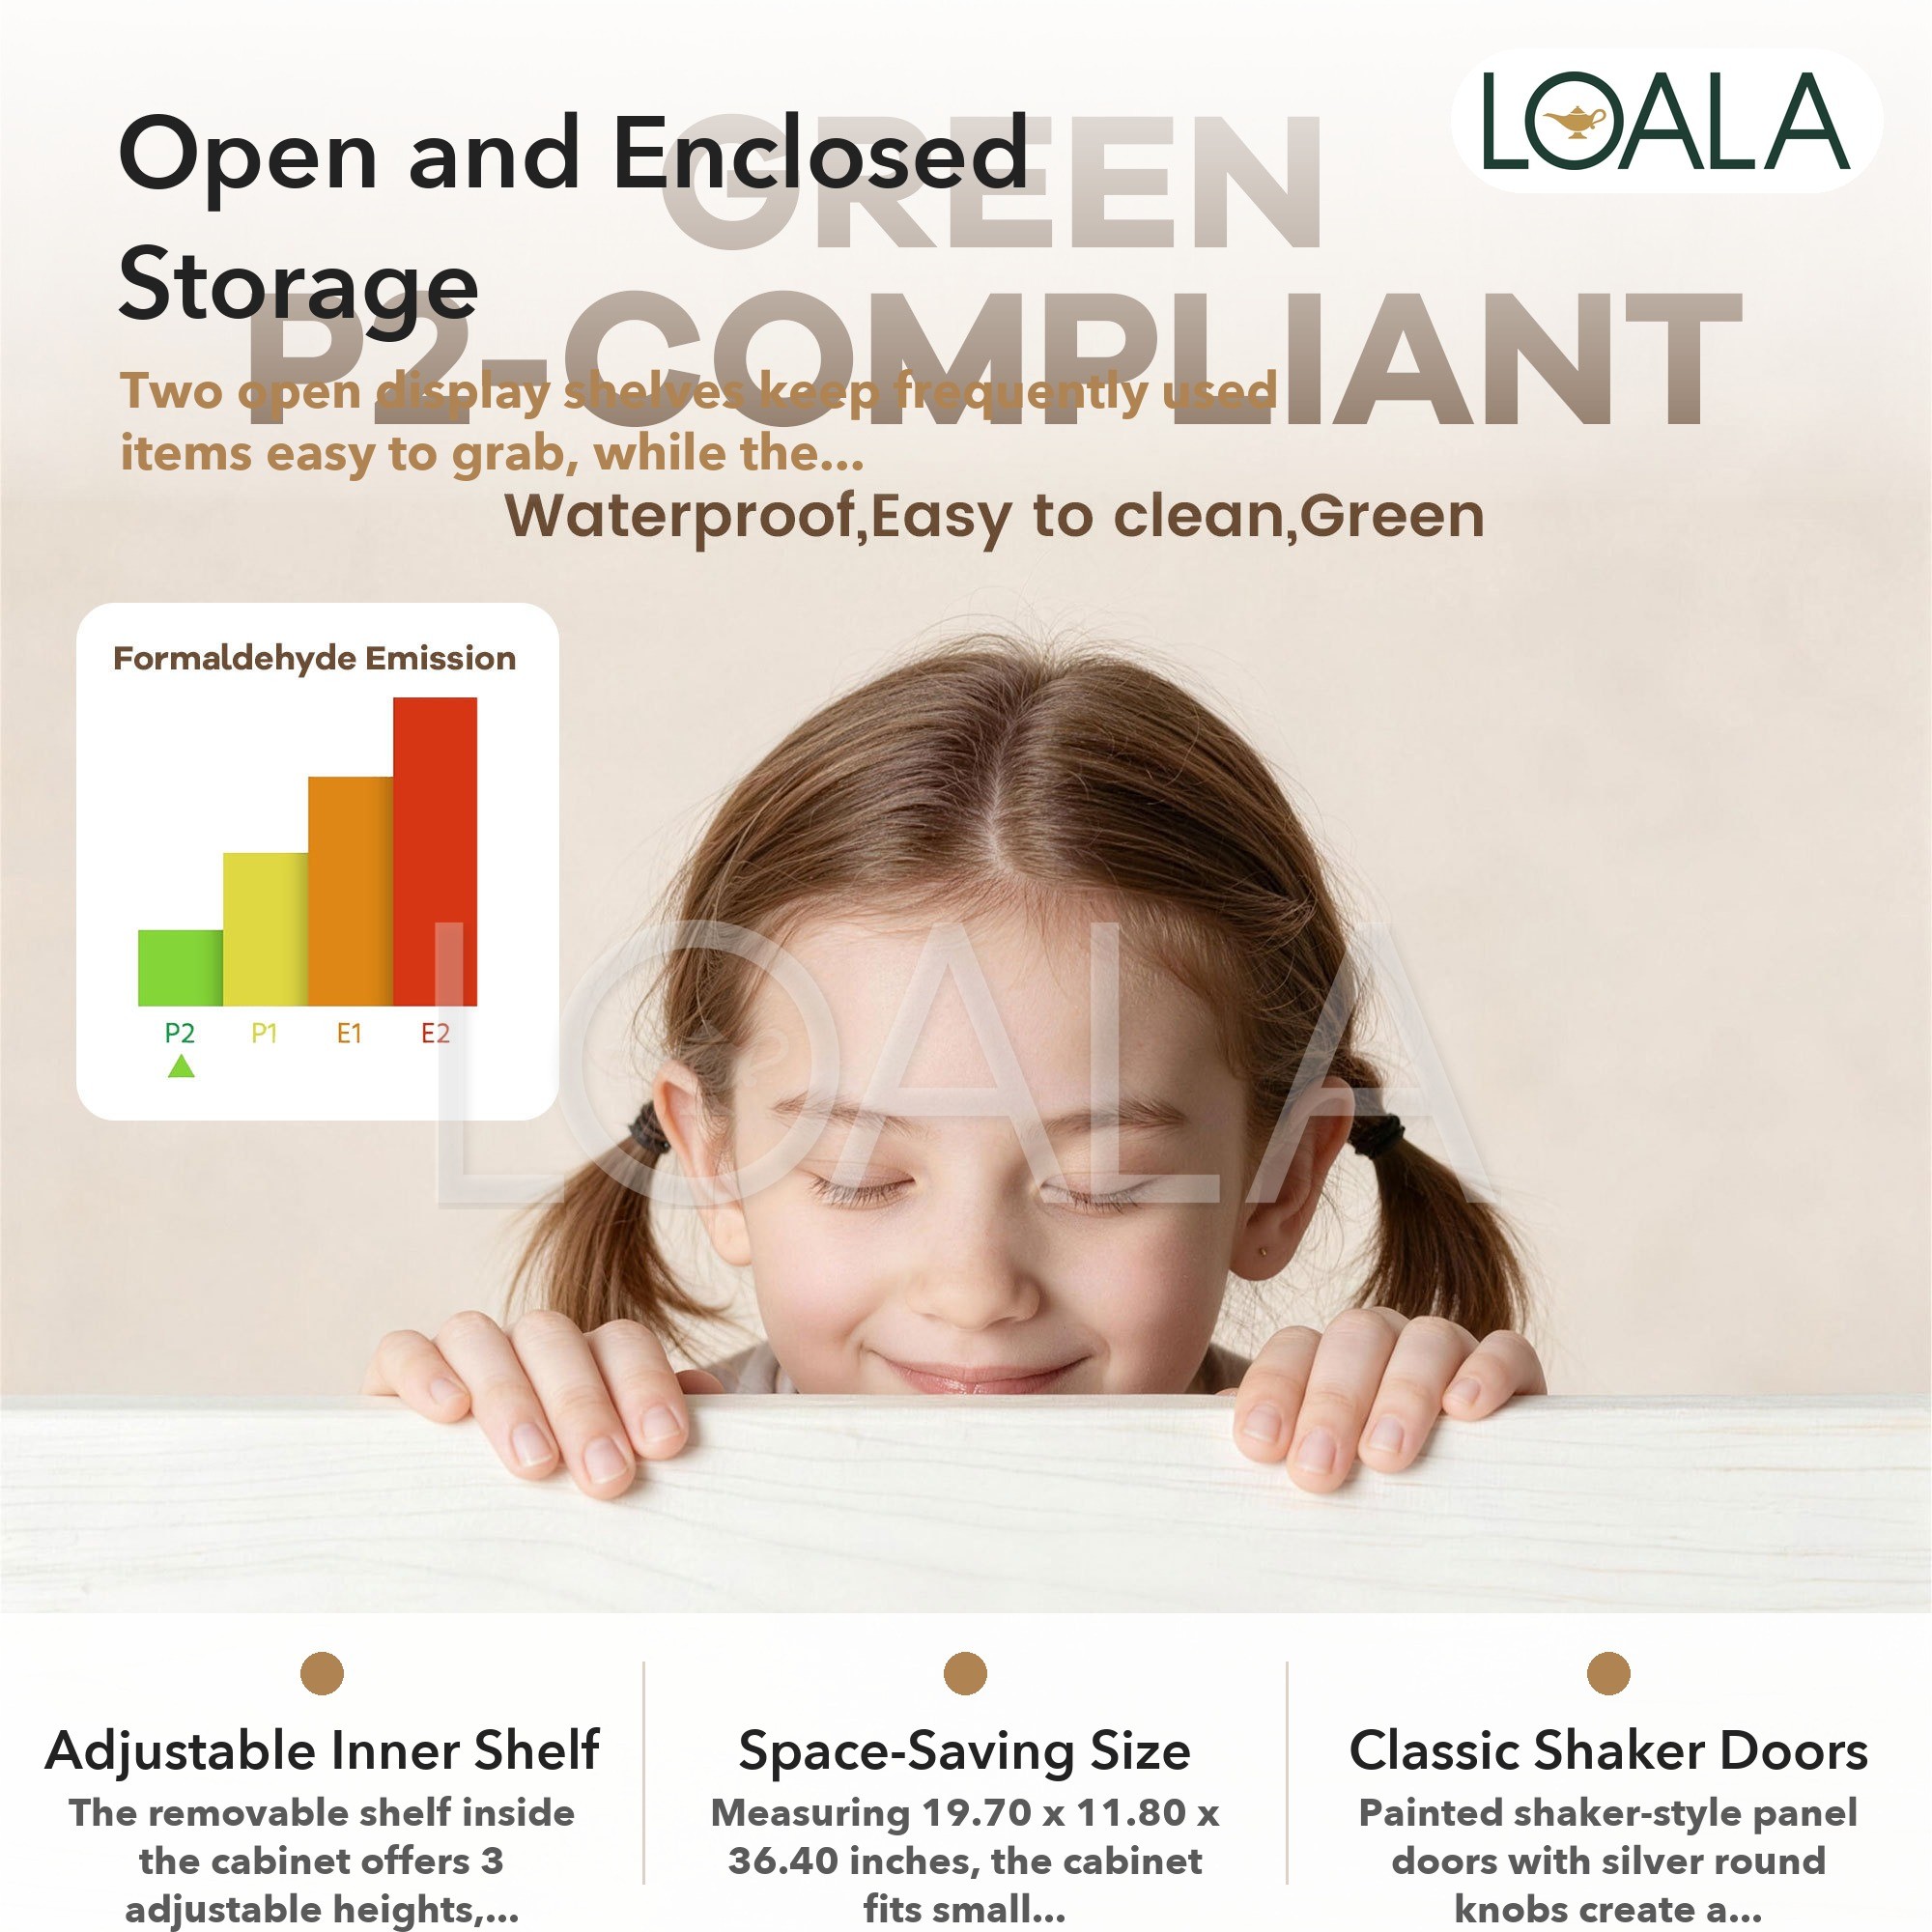 LOALA
GREEN
Open and Enclosed
Storage
P2-COMPLIANT
Two open display shelves keep frequently used
items easy to grab, while the...
Waterproof,Easy to clean,Green
Formaldehyde Emission
P2 P1 E1 E2
LOALA
Adjustable Inner Shelf
The removable shelf inside
the cabinet offers 3
adjustable heights,...
Space-Saving Size
Measuring 19.70 x 11.80 x
36.40 inches, the cabinet
fits small...
Classic Shaker Doors
Painted shaker-style panel
doors with silver round
knobs create a...